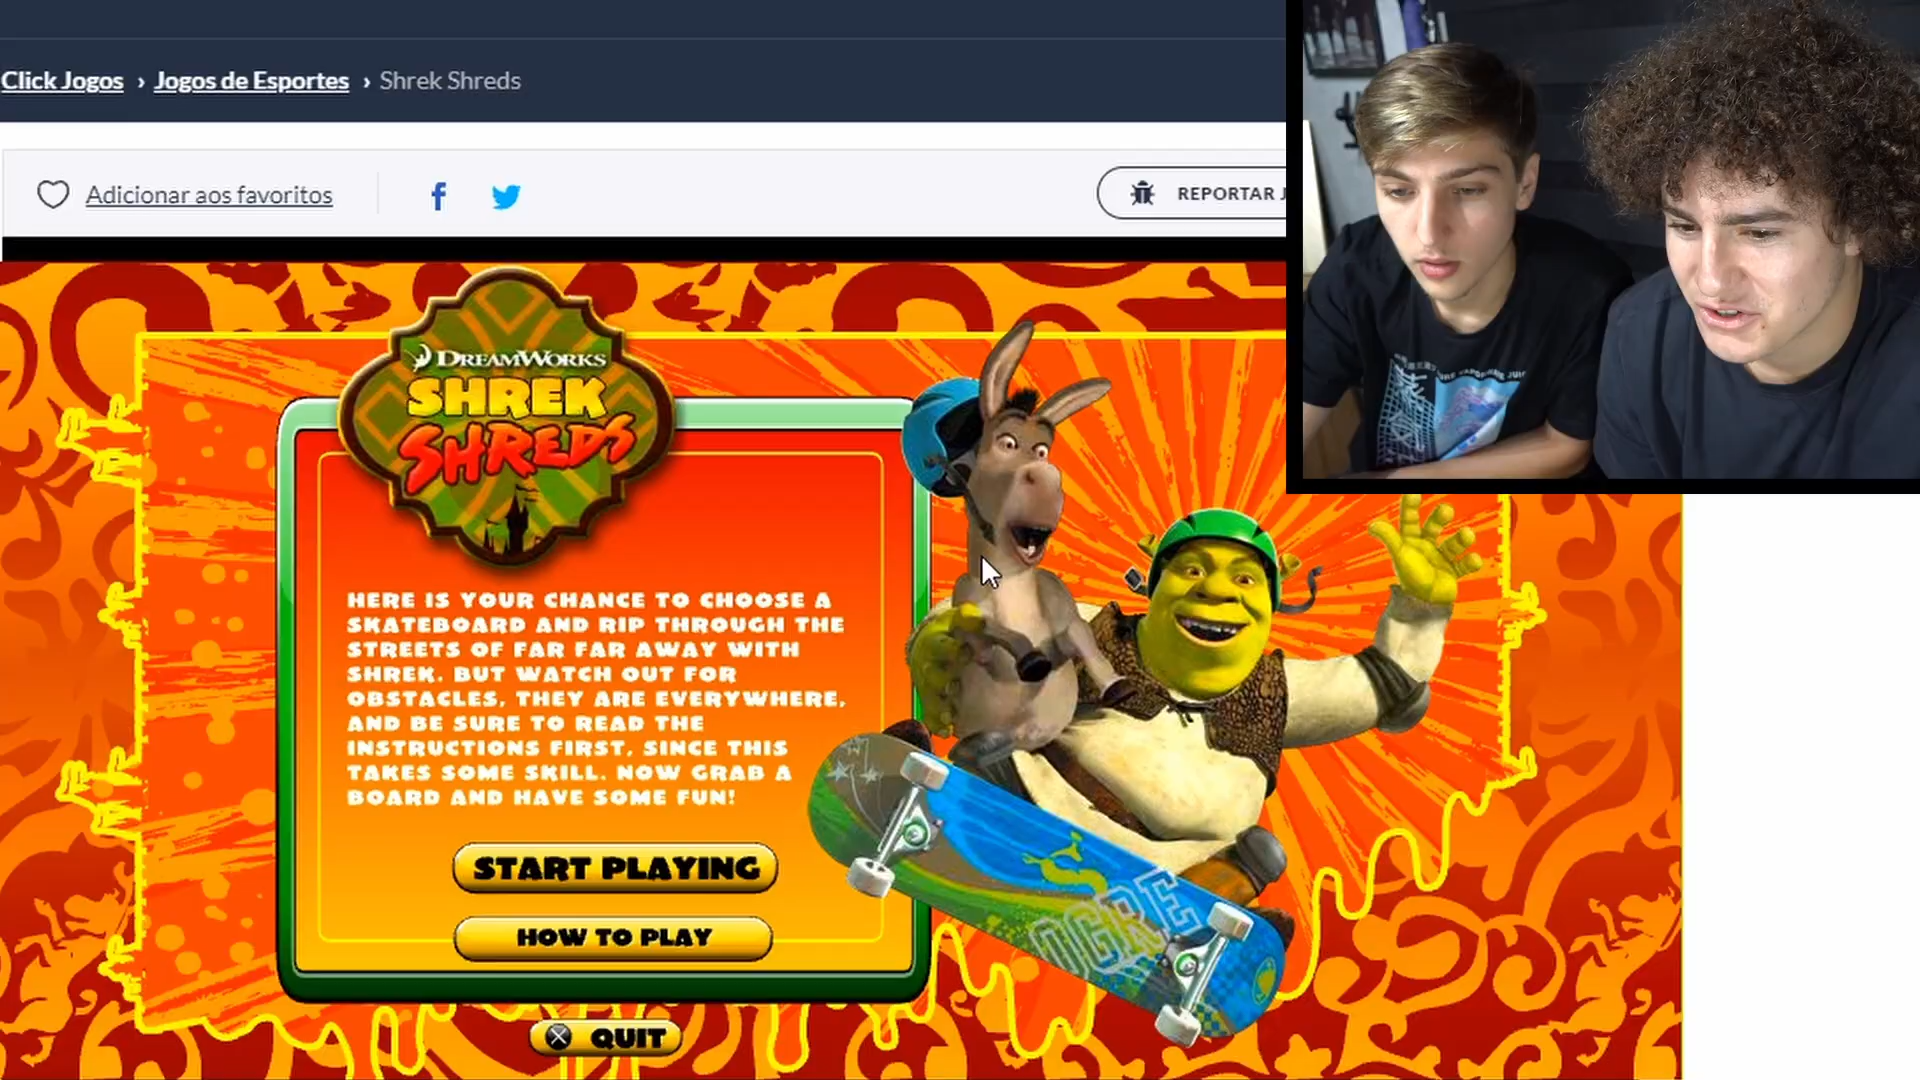 Click Jogos › Jogos de Esportes › Shrek Shreds
Adicionar aos favoritos
REPORTAR J
DREAMWORKS
SHREK
SHREDS
HERE IS YOUR CHANCE TO CHOOSE A
SKATEBOARD AND RIP THROUGH THE
STREETS OF FAR FAR AWAY WITH
SHREK. BUT WATCH OUT FOR
OBSTACLES, THEY ARE EVERYWHERE,
AND BE SURE TO READ THE
INSTRUCTIONS FIRST, SINCE THIS
TAKES SOME SKILL. NOW GRAB A
BOARD AND HAVE SOME FUN!
START PLAYING
HOW TO PLAY
QUIT
OGRE